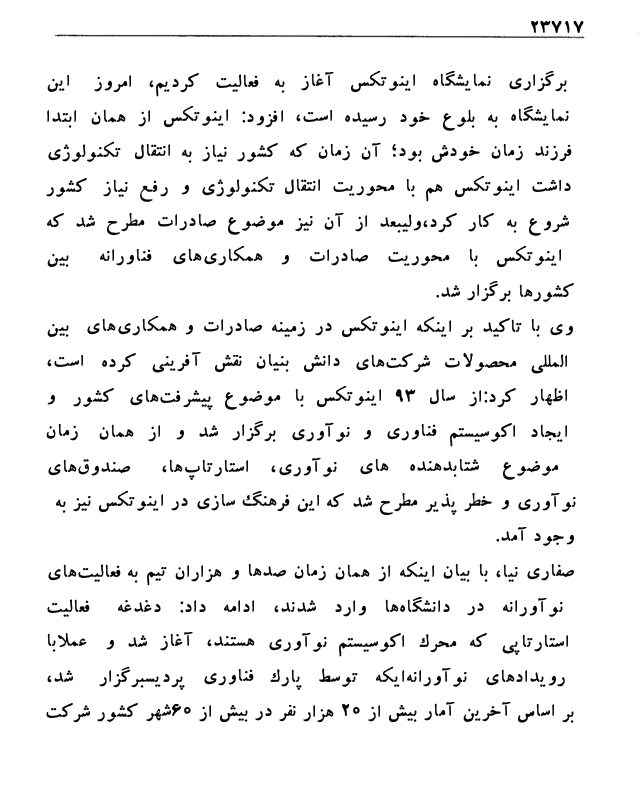 ۲۳۷۱۷
برگزاری نمایشگاه اینوتکس آغاز به فعالیت کردیم، امروز این
نمایشگاه به بلوغ خود رسیده است، افزود: اینوتکس از همان ابتدا
فرزند زمان خودش بود؛ آن زمان که کشور نیاز به انتقال تکنولوژی
داشت اینوتکس هم با محوریت انتقال تکنولوژی و رفع نیاز کشور
شروع به کار کرد،ولیبعد از آن نیز موضوع صادرات مطرح شد که
اینوتکس با محوریت صادرات و همکاری‌های فناورانه بین
کشورها برگزار شد.
وی با تاکید بر اینکه اینوتکس در زمینه صادرات و همکاری‌های بین
المللی محصولات شرکت‌های دانش بنیان نقش آفرینی کرده است،
اظهار کرد:از سال ۹۳ اینوتکس با موضوع پیشرفت‌های کشور و
ایجاد اکوسیستم فناوری و نوآوری برگزار شد و از همان زمان
موضوع شتابدهنده های نوآوری، استارتاپ‌ها، صندوق‌های
نوآوری و خطر پذیر مطرح شد که این فرهنگ سازی در اینوتکس نیز به
وجود آمد.
صفاری نیا، با بیان اینکه از همان زمان صدها و هزاران تیم به فعالیت‌های
نوآورانه در دانشگاه‌ها وارد شدند، ادامه داد: دغدغه فعالیت
استارتاپی که محرک اکوسیستم نوآوری هستند، آغاز شد و عملابا
رویدادهای نوآورانه‌ایکه توسط پارک فناوری پردیسبرگزار شد،
بر اساس آخرین آمار بیش از ۲۰ هزار نفر در بیش از ۶۰شهر کشور شرکت